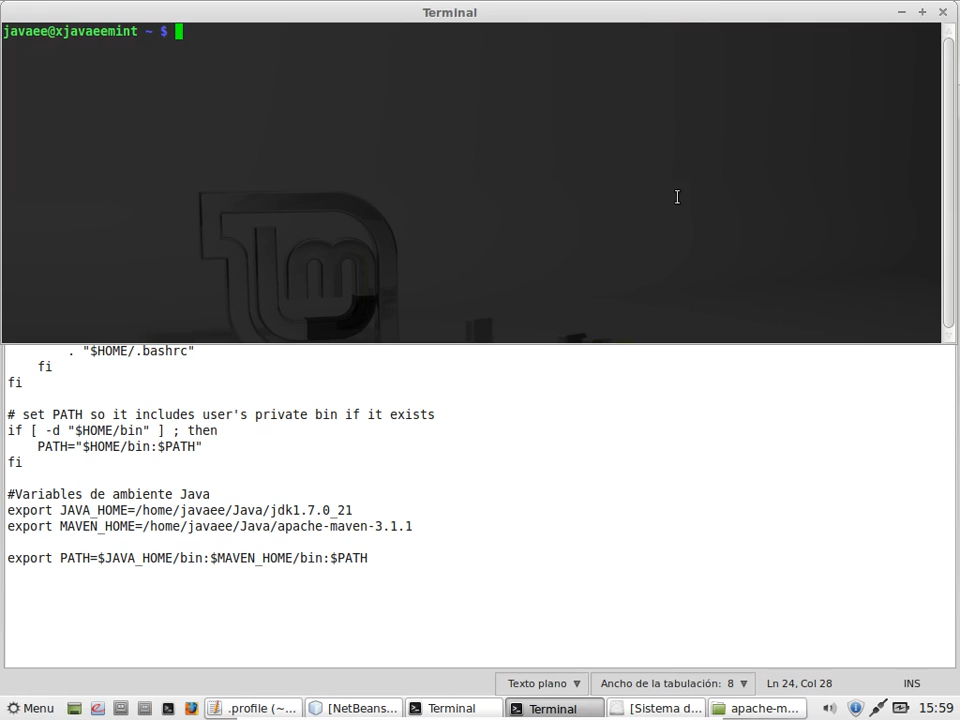 Terminal
javaee@xjavaeemint ~ $
. "$HOME/.bashrc"
fi
fi
# set PATH so it includes user's private bin if it exists
if [ -d "$HOME/bin" ] ; then
PATH="$HOME/bin:$PATH"
fi
#Variables de ambiente Java
export JAVA_HOME=/home/javaee/Java/jdk1.7.0_21
export MAVEN_HOME=/home/javaee/Java/apache-maven-3.1.1
export PATH=$JAVA_HOME/bin:$MAVEN_HOME/bin:$PATH
Texto plano Ancho de la tabulación: 8 Ln 24, Col 28 INS
Menu .profile (~... [NetBeans... Terminal Terminal [Sistema d... apache-m... 15:59